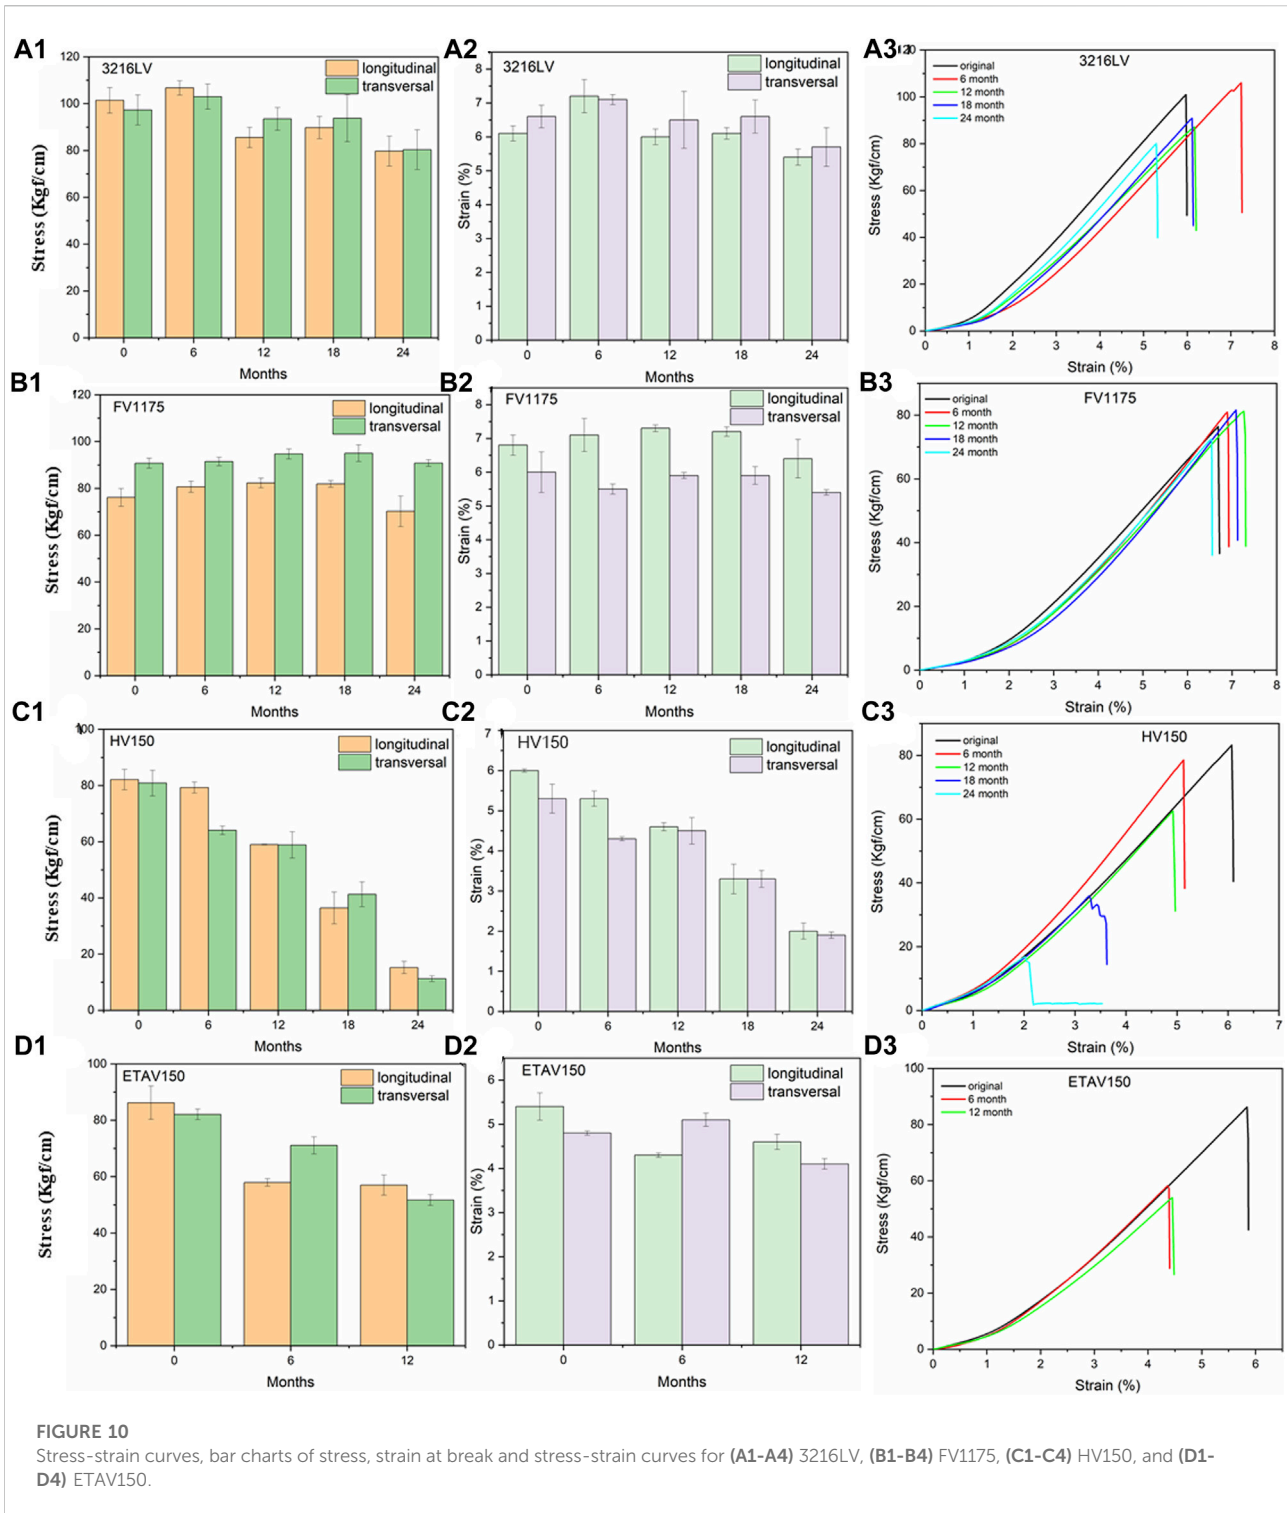 A1
3216LV
longitudinal
transversal
120
100
80
60
40
20
0
Stress (Kgf/cm)
0 6 12 18 24
Months
A2
3216LV
longitudinal
transversal
8
7
6
5
4
3
2
1
0
Strain (%)
0 6 12 18 24
Months
A3
3216LV
original
6 month
12 month
18 month
24 month
100
80
60
40
20
0
Stress (Kgf/cm)
0 1 2 3 4 5 6 7 8
Strain (%)
B1
FV1175
longitudinal
transversal
120
100
80
60
40
20
0
Stress (Kgf/cm)
0 6 12 18 24
Months
B2
FV1175
longitudinal
transversal
8
7
6
5
4
3
2
1
0
Strain (%)
0 6 12 18 24
Months
B3
FV1175
original
6 month
12 month
18 month
24 month
80
60
40
20
0
Stress (Kgf/cm)
0 1 2 3 4 5 6 7 8
Strain (%)
C1
HV150
longitudinal
transversal
100
80
60
40
20
0
Stress (Kgf/cm)
0 6 12 18 24
Months
C2
HV150
longitudinal
transversal
7
6
5
4
3
2
1
0
Strain (%)
0 6 12 18 24
Months
C3
HV150
original
6 month
12 month
18 month
24 month
80
60
40
20
0
Stress (Kgf/cm)
0 1 2 3 4 5 6 7
Strain (%)
D1
ETAV150
longitudinal
transversal
100
80
60
40
20
0
Stress (Kgf/cm)
0 6 12
Months
D2
ETAV150
longitudinal
transversal
6
5
4
3
2
1
0
Strain (%)
0 6 12
Months
D3
ETAV150
original
6 month
12 month
100
80
60
40
20
0
Stress (Kgf/cm)
0 1 2 3 4 5 6
Strain (%)
FIGURE 10
Stress-strain curves, bar charts of stress, strain at break and stress-strain curves for (A1-A4) 3216LV, (B1-B4) FV1175, (C1-C4) HV150, and (D1-
D4) ETAV150.